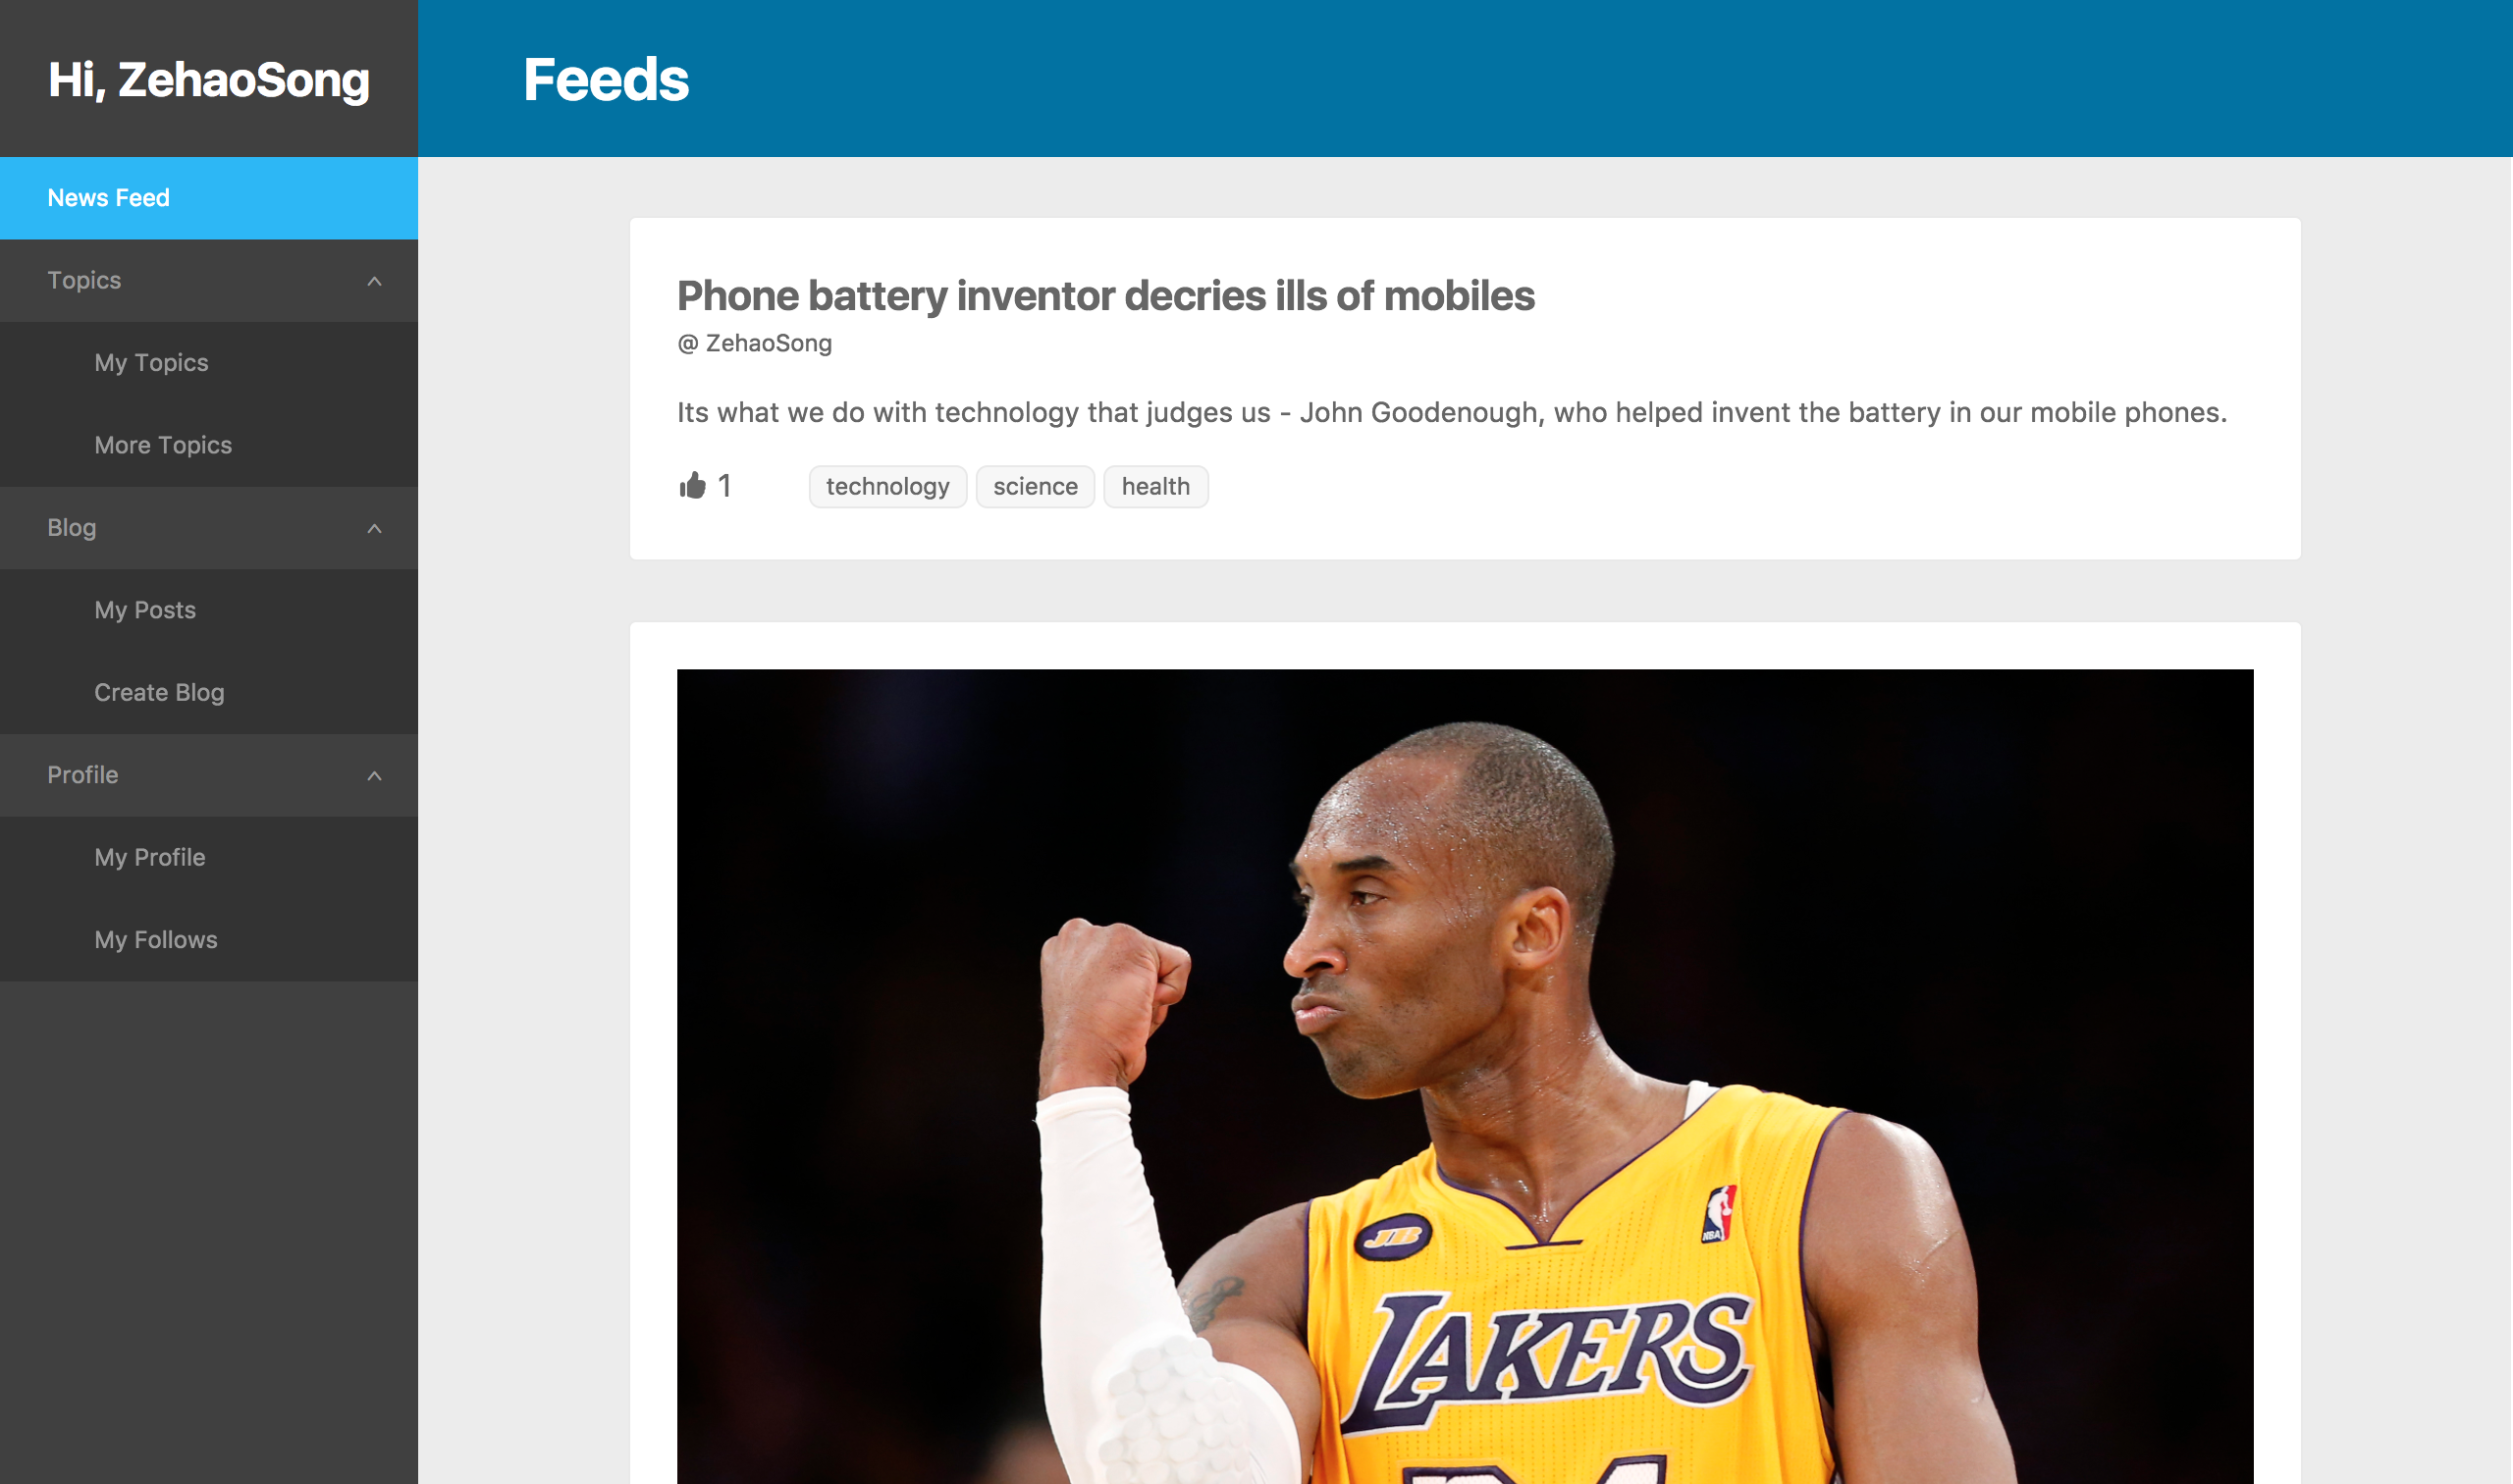 Hi, ZehaoSong
Feeds
News Feed
Topics
My Topics
More Topics
Blog
My Posts
Create Blog
Profile
My Profile
My Follows
Phone battery inventor decries ills of mobiles
@ ZehaoSong
Its what we do with technology that judges us - John Goodenough, who helped invent the battery in our mobile phones.
1
technology science health
JB
NBA
LAKERS